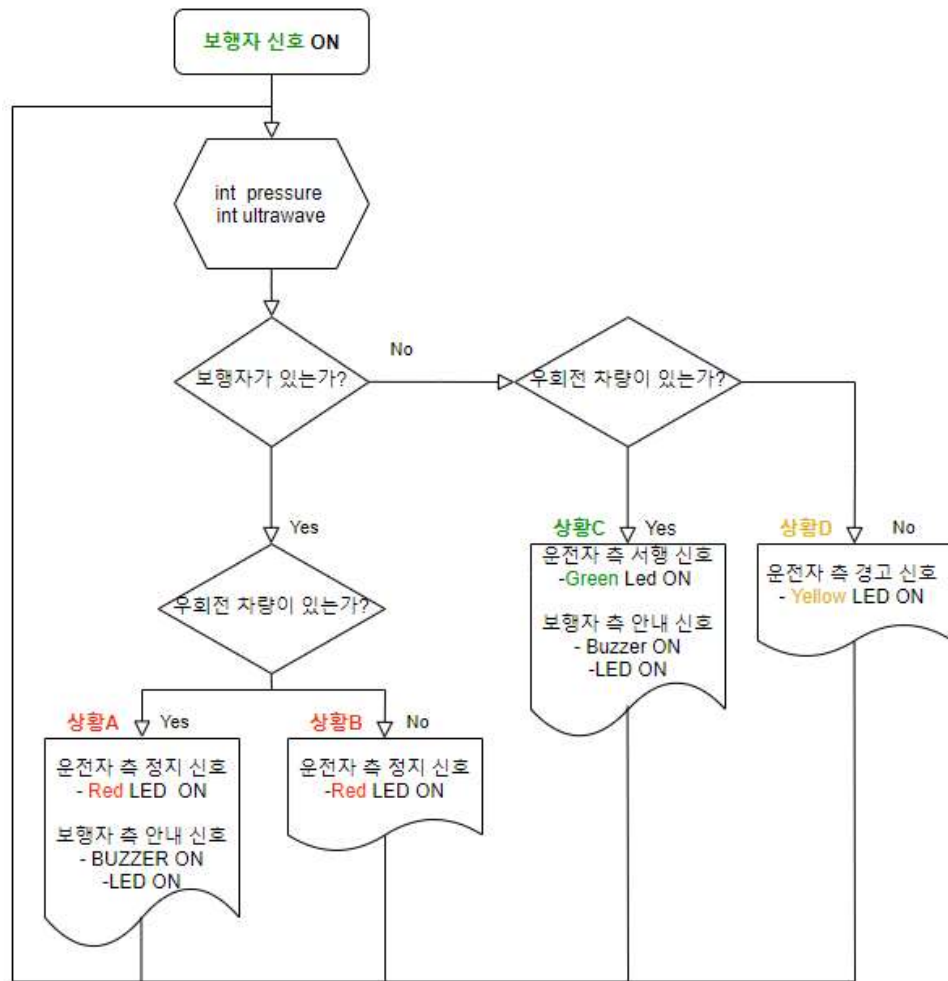 보행자 신호 ON
int pressure
int ultrawave
보행자가 있는가?
No
우회전 차량이 있는가?
Yes
우회전 차량이 있는가?
상황C
Yes
운전자 측 서행 신호
-Green Led ON
보행자 측 안내 신호
- Buzzer ON
-LED ON
상황D
No
운전자 측 경고 신호
- Yellow LED ON
상황A
Yes
운전자 측 정지 신호
- Red LED ON
보행자 측 안내 신호
- BUZZER ON
-LED ON
상황B
No
운전자 측 정지 신호
-Red LED ON